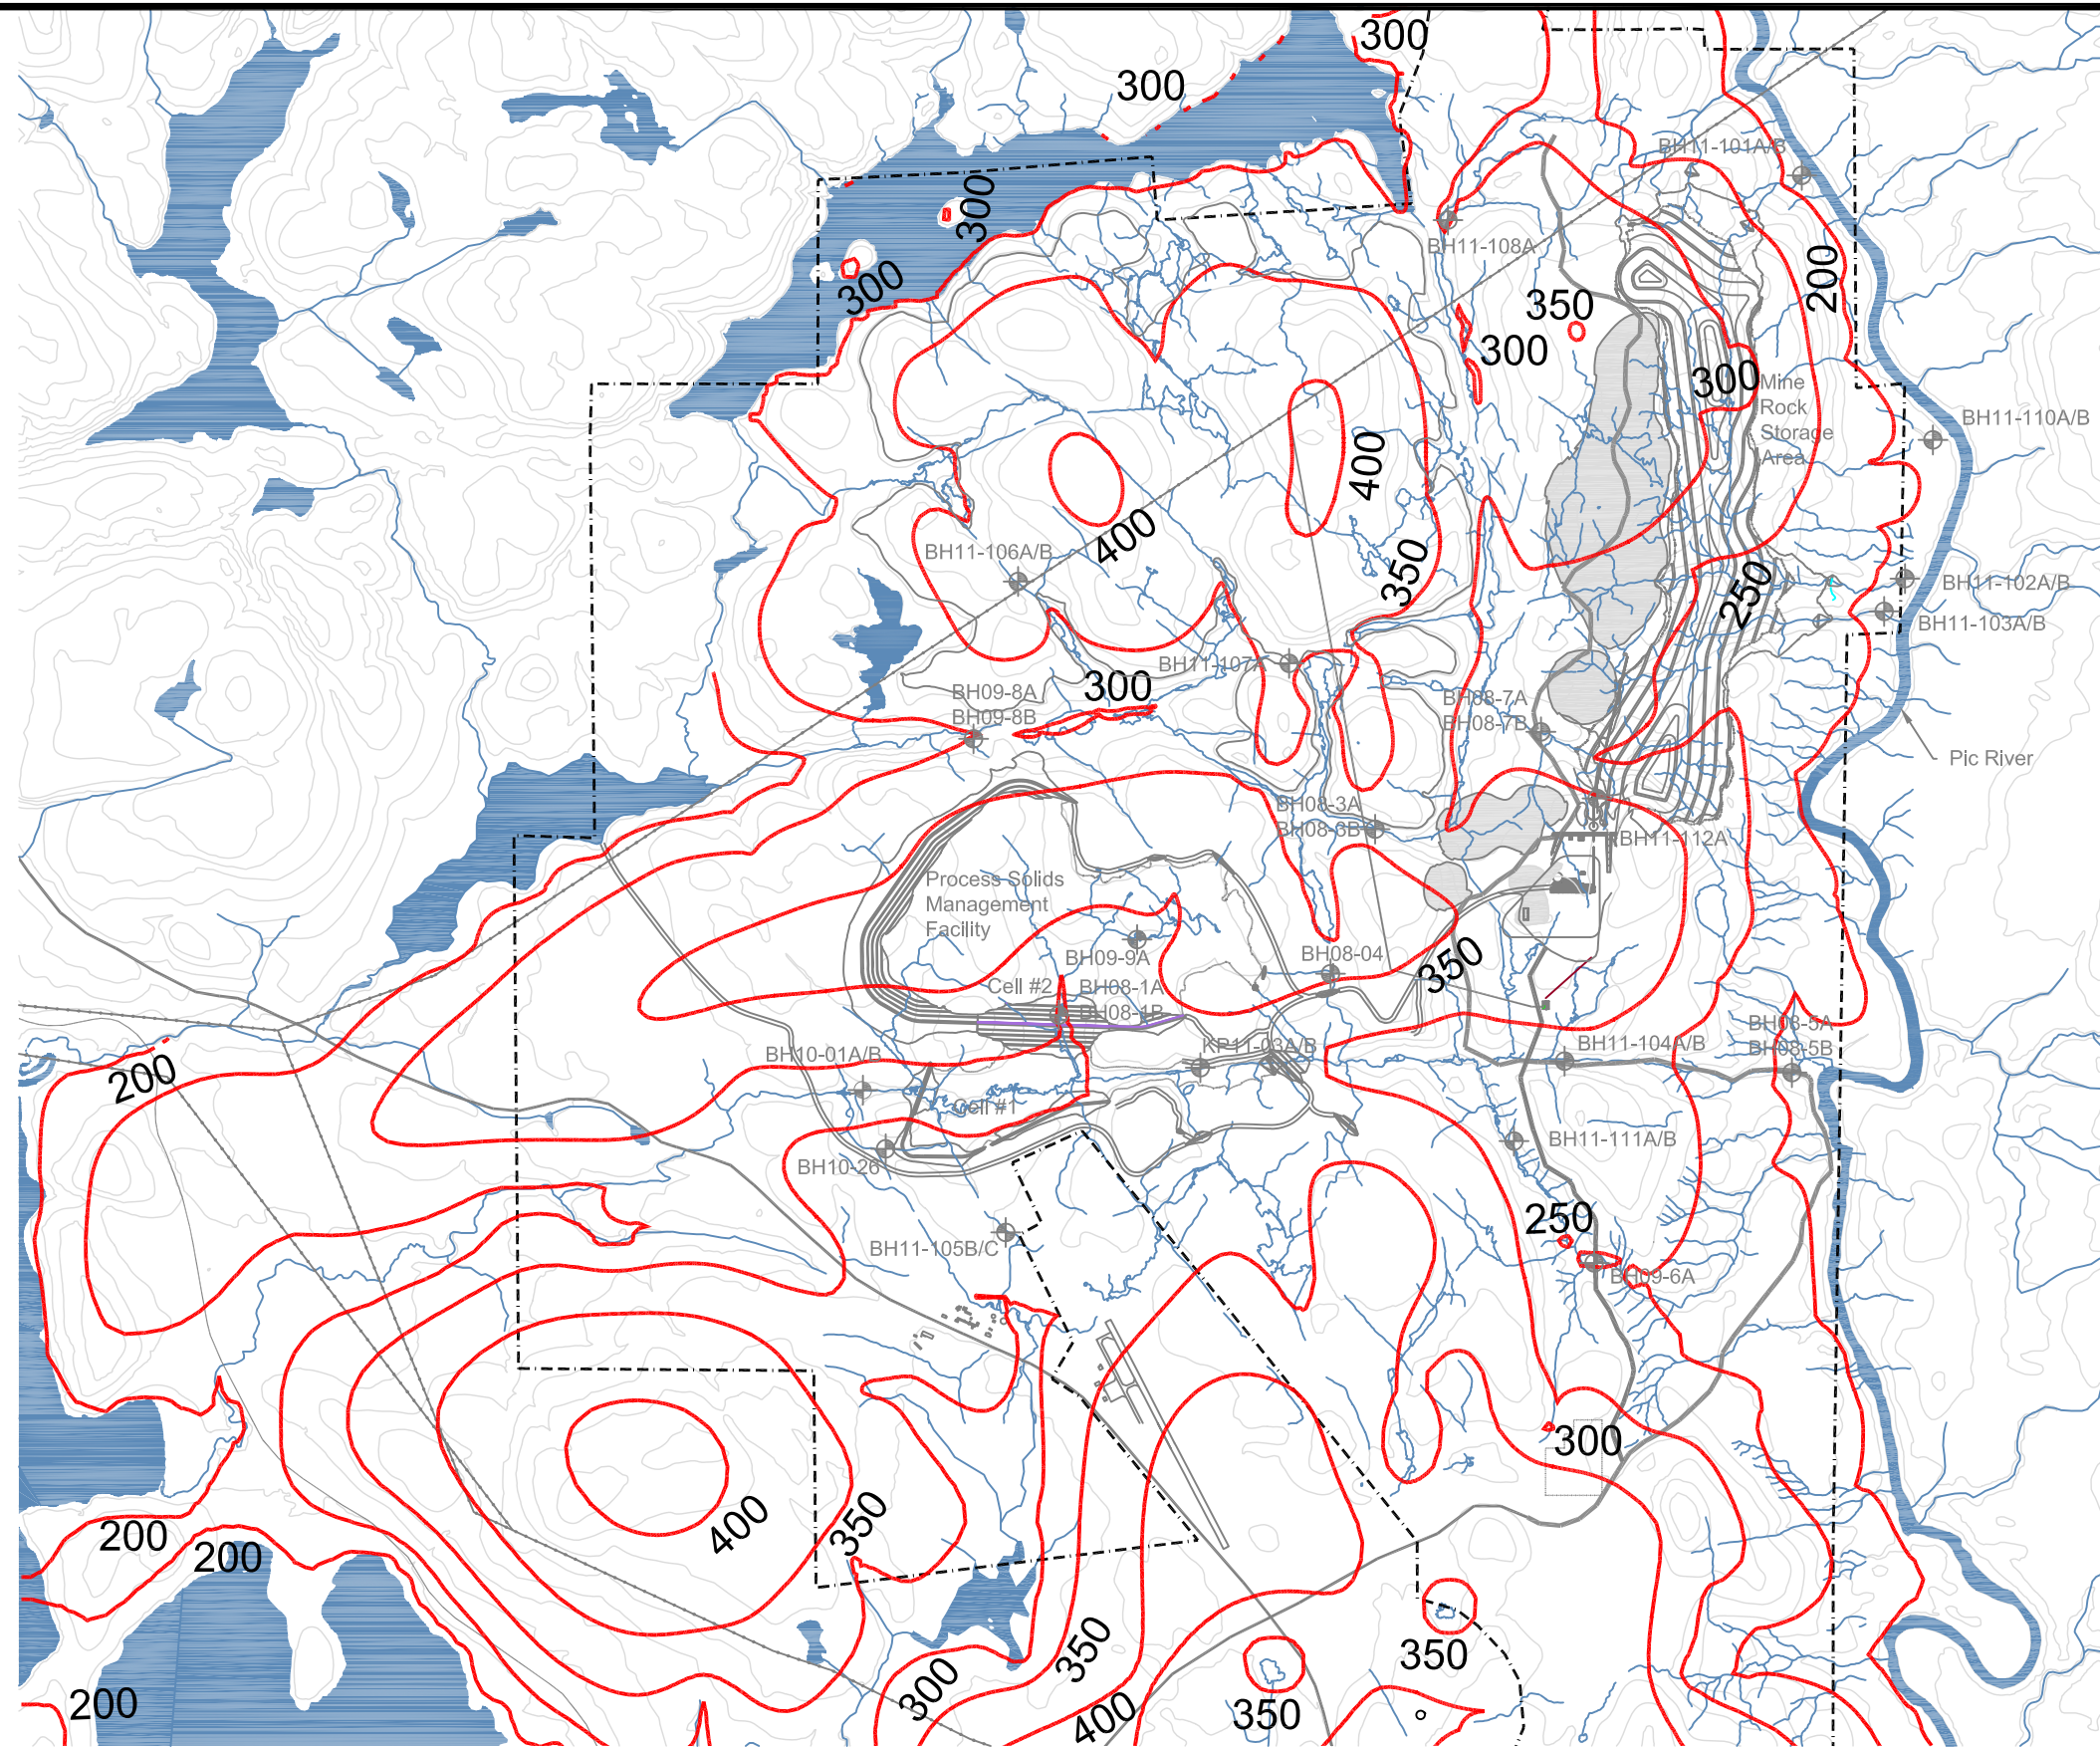 300
300
BH11-101A/B
300
BH11-108A
200
300
350
300
300
Mine
Rock
Storage
Area
BH11-110A/B
400
400
BH11-106A/B
350
250
BH11-102A/B
BH11-103A/B
BH11-107A
300
BH09-8A
BH09-8B
BH08-7A
BH08-7B
Pic River
BH08-3A
BH08-3B
BH11-112A
Process Solids
Management
Facility
BH09-9A
BH08-04
350
Cell #2
BH08-1A
BH08-1B
BH08-5A
BH08-5B
BH10-01A/B
KP11-03A/B
BH11-104A/B
200
Cell #1
BH11-111A/B
BH10-26
250
BH11-105B/C
BH09-6A
300
400
350
200
200
350
350
300
200
400
350